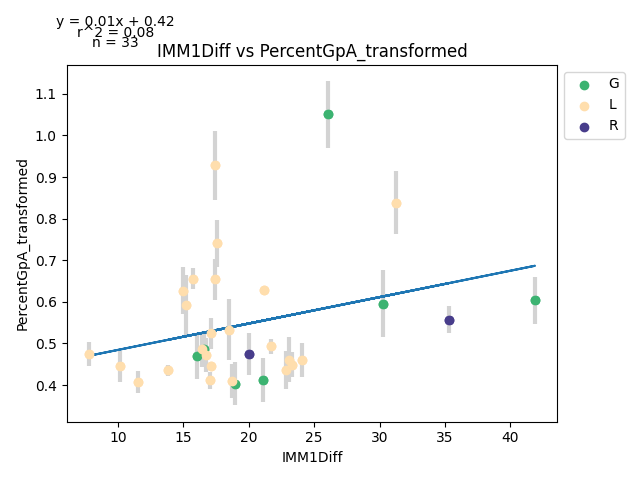 y = 0.01x + 0.42
r^2 = 0.08
n = 33
IMM1Diff vs PercentGpA_transformed
G
L
R
PercentGpA_transformed
1.1
1.0
0.9
0.8
0.7
0.6
0.5
0.4
10 15 20 25 30 35 40
IMM1Diff